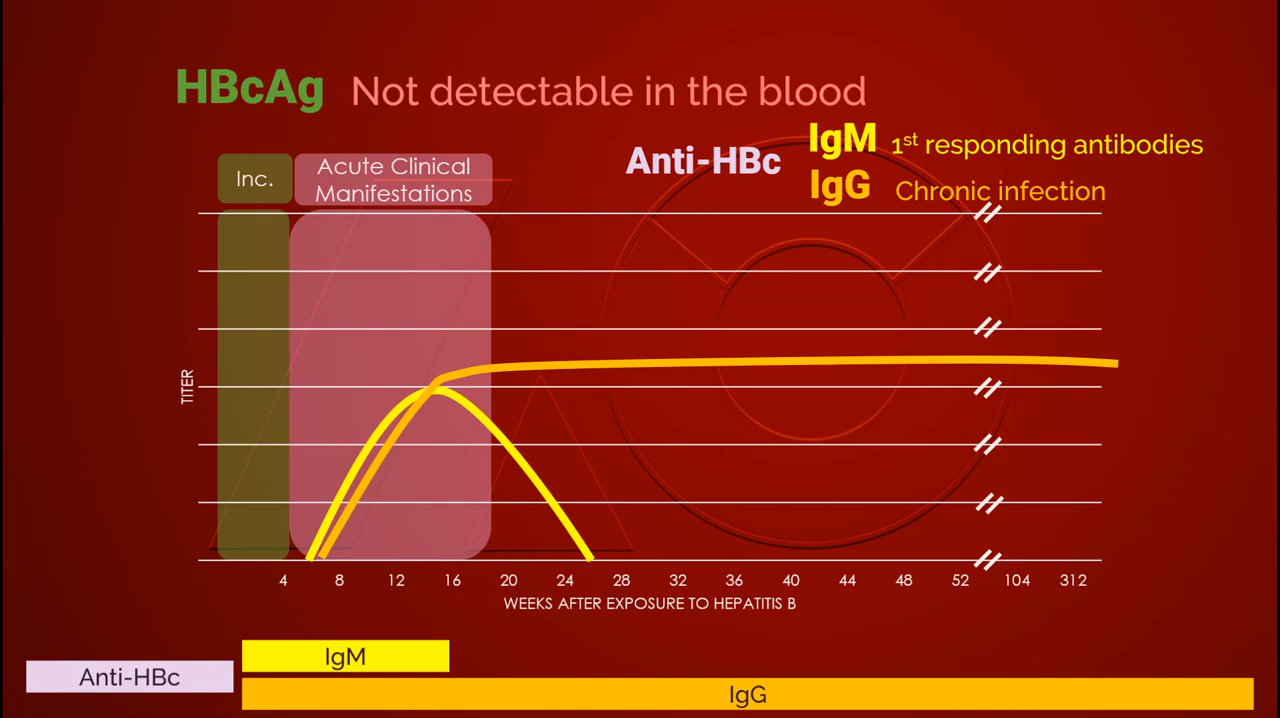 HBcAg Not detectable in the blood
Anti-HBc
IgM 1st responding antibodies
IgG Chronic infection
Inc.
Acute Clinical
Manifestations
TITER
4 8 12 16 20 24 28 32 36 40 44 48 52 104 312
WEEKS AFTER EXPOSURE TO HEPATITIS B
Anti-HBc
IgM
IgG